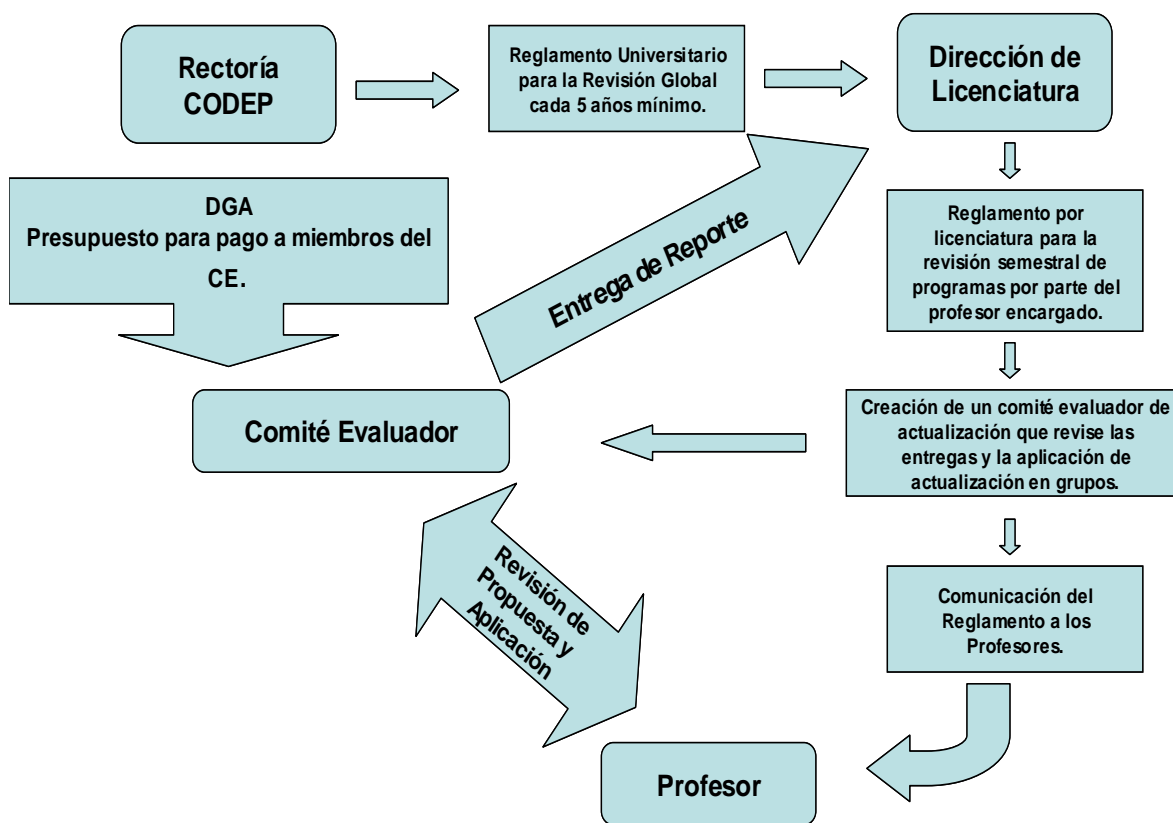 Rectoría
CODEP
Reglamento Universitario
para la Revisión Global
cada 5 años mínimo.
Dirección de
Licenciatura
DGA
Presupuesto para pago a miembros del
CE.
Entrega de Reporte
Reglamento por
licenciatura para la
revisión semestral de
programas por parte del
profesor encargado.
Comité Evaluador
Creación de un comité evaluador de
actualización que revise las
entregas y la aplicación de
actualización en grupos.
Revisión de
Propuesta y
Aplicación
Comunicación del
Reglamento a los
Profesores.
Profesor